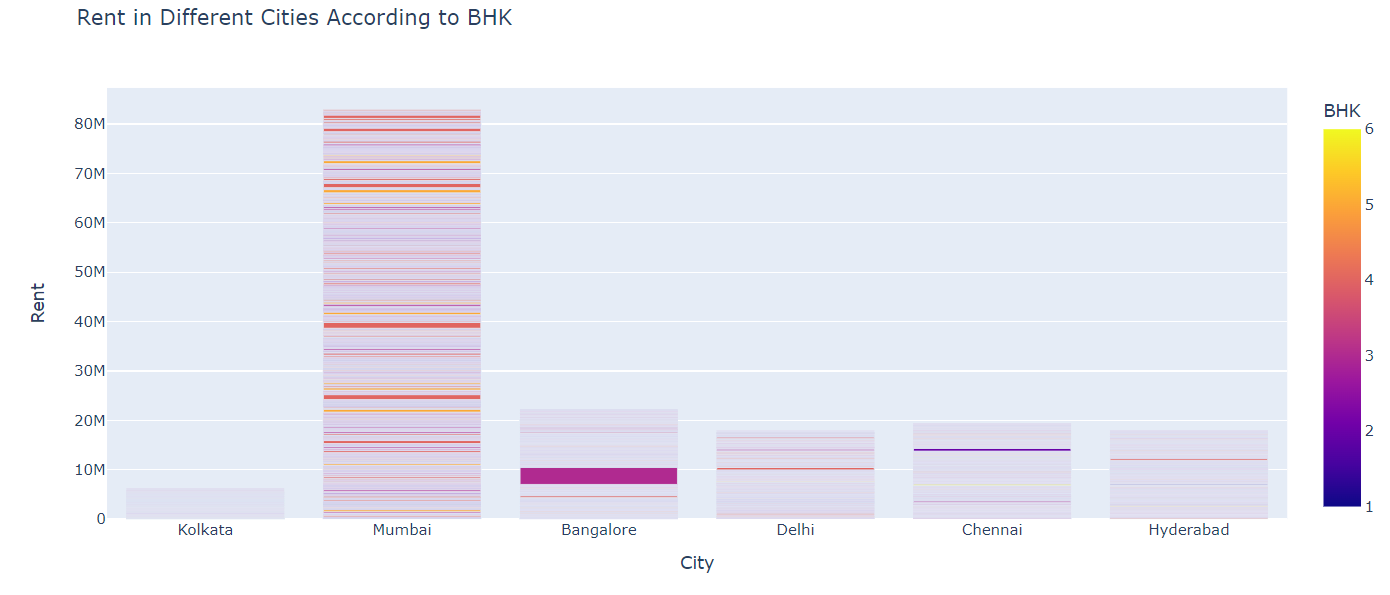 Rent in Different Cities According to BHK
BHK
6
5
4
3
2
1
Rent
80M
70M
60M
50M
40M
30M
20M
10M
0
Kolkata Mumbai Bangalore Delhi Chennai Hyderabad
City